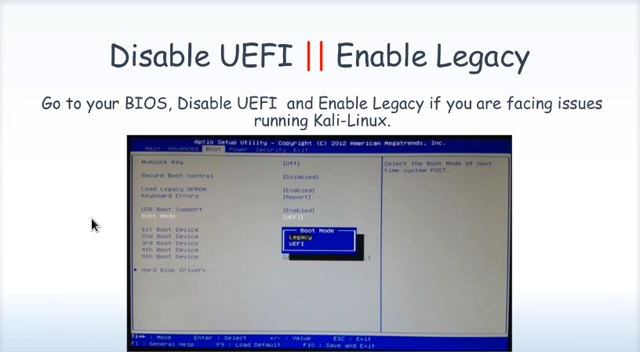 Disable UEFI || Enable Legacy
Go to your BIOS, Disable UEFI and Enable Legacy if you are facing issues
running Kali-Linux.
Aptio Setup Utility - Copyright (C) 2012 American Megatrends, Inc.
Main Advanced Boot Power Security Exit
NumLock Key [Off]
Select the Boot Mode of next
time system POST.
Secure Boot control [Disabled]
Load Legacy OPROM [Enabled]
Keyboard Errors [Report]
USB Boot Support [Enabled]
Boot Mode [UEFI]
Boot Mode
Legacy
UEFI
1st Boot Device
2nd Boot Device
3rd Boot Device
4th Boot Device
5th Boot Device
Hard Disk Drivers
: Move Enter : Select +/- : Value ESC : Exit
F1 : General Help F9 : Load Default F10 : Save and Exit